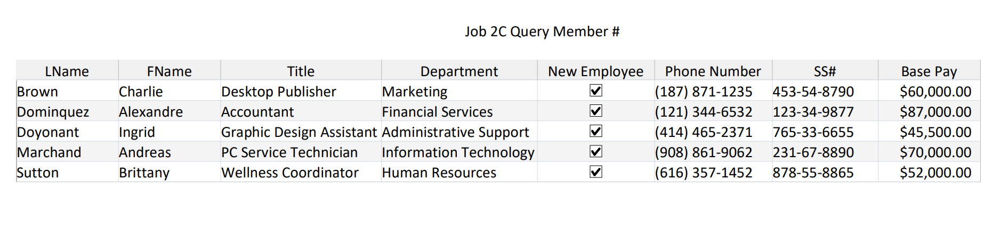 Job 2C Query Member #
LName FName Title Department New Employee Phone Number SS# Base Pay
Brown Charlie Desktop Publisher Marketing (187) 871-1235 453-54-8790 $60,000.00
Dominquez Alexandre Accountant Financial Services (121) 344-6532 123-34-9877 $87,000.00
Doyonant Ingrid Graphic Design Assistant Administrative Support (414) 465-2371 765-33-6655 $45,500.00
Marchand Andreas PC Service Technician Information Technology (908) 861-9062 231-67-8890 $70,000.00
Sutton Brittany Wellness Coordinator Human Resources (616) 357-1452 878-55-8865 $52,000.00